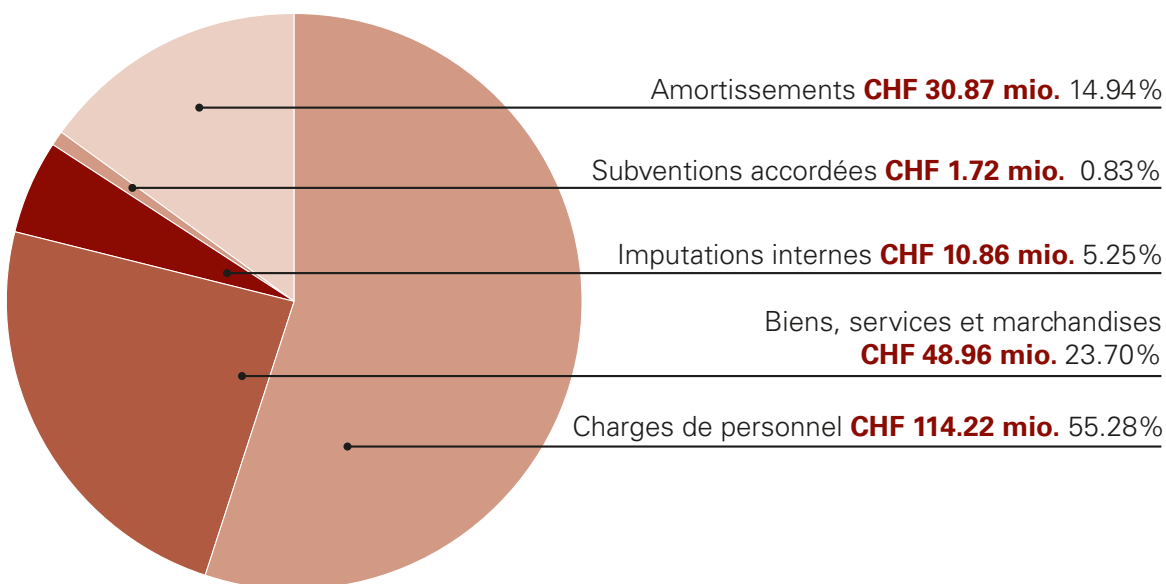 Amortissements CHF 30.87 mio. 14.94%
Subventions accordées CHF 1.72 mio. 0.83%
Imputations internes CHF 10.86 mio. 5.25%
Biens, services et marchandises
CHF 48.96 mio. 23.70%
Charges de personnel CHF 114.22 mio. 55.28%